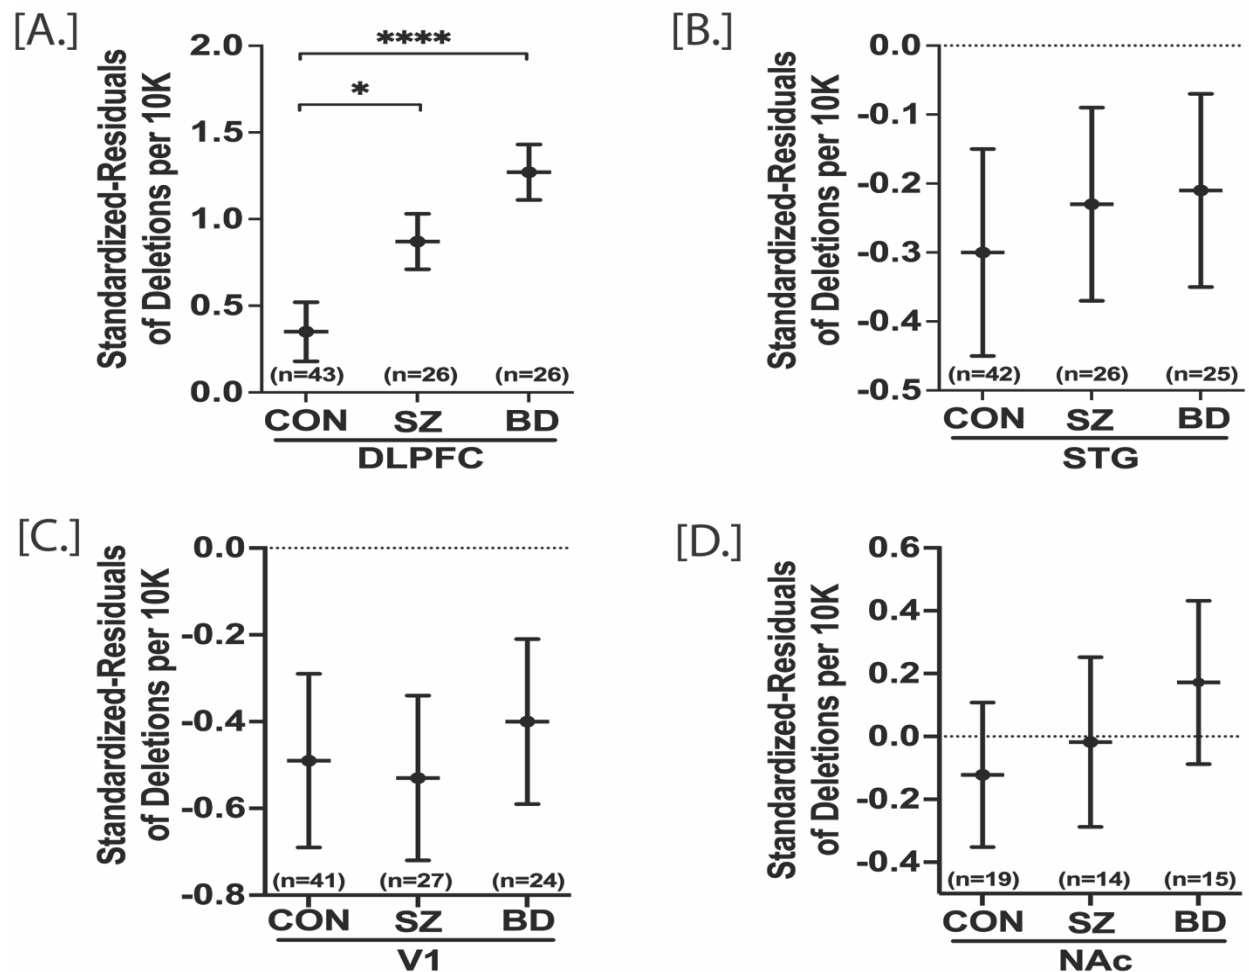 [A.]
Standardized-Residuals
of Deletions per 10K
2.0
1.5
1.0
0.5
0.0
****
*
(n=43) (n=26) (n=26)
CON SZ BD
DLPFC
[B.]
Standardized-Residuals
of Deletions per 10K
0.0
-0.1
-0.2
-0.3
-0.4
-0.5
(n=42) (n=26) (n=25)
CON SZ BD
STG
[C.]
Standardized-Residuals
of Deletions per 10K
0.0
-0.2
-0.4
-0.6
-0.8
(n=41) (n=27) (n=24)
CON SZ BD
V1
[D.]
Standardized-Residuals
of Deletions per 10K
0.6
0.4
0.2
0.0
-0.2
-0.4
(n=19) (n=14) (n=15)
CON SZ BD
NAc